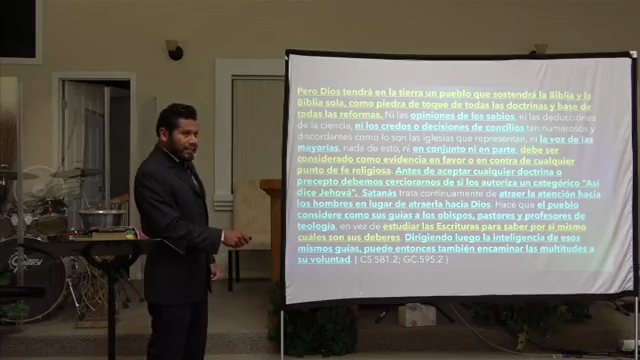 Pero Dios tendrá en la tierra un pueblo que sostendrá la Biblia y la
Biblia sola, como piedra de toque de todas las doctrinas y base de
todas las reformas. Ni las opiniones de los sabios, ni las deducciones
de la ciencia, ni los credos o decisiones de concilios tan numerosos y
discordantes como lo son las iglesias que representan, ni la voz de las
mayorías, nada de esto, ni en conjunto ni en parte, debe ser
considerado como evidencia en favor o en contra de cualquier
punto de fe religiosa. Antes de aceptar cualquier doctrina o
precepto debemos cerciorarnos de si los autoriza un categórico "Así
dice Jehová". Satanás trata continuamente de atraer la atención hacia
los hombres en lugar de atraerla hacia Dios. Hace que el pueblo
considere como sus guías a los obispos, pastores y profesores de
teología, en vez de estudiar las Escrituras para saber por sí mismo
cuáles son sus deberes. Dirigiendo luego la inteligencia de esos
mismos guías, puede entonces también encaminar las multitudes a
su voluntad. { CS 581.2; GC 595.2 }